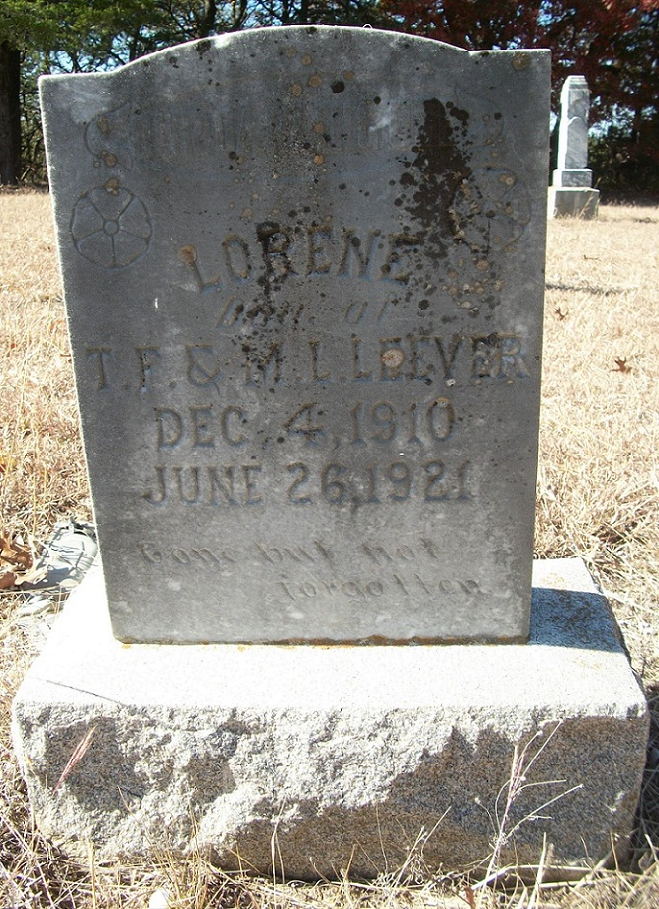 LORENE
Dau. of
T.F. & M.L. LEEVER
DEC. 4, 1910
JUNE 26, 1921
Gone but not
forgotten